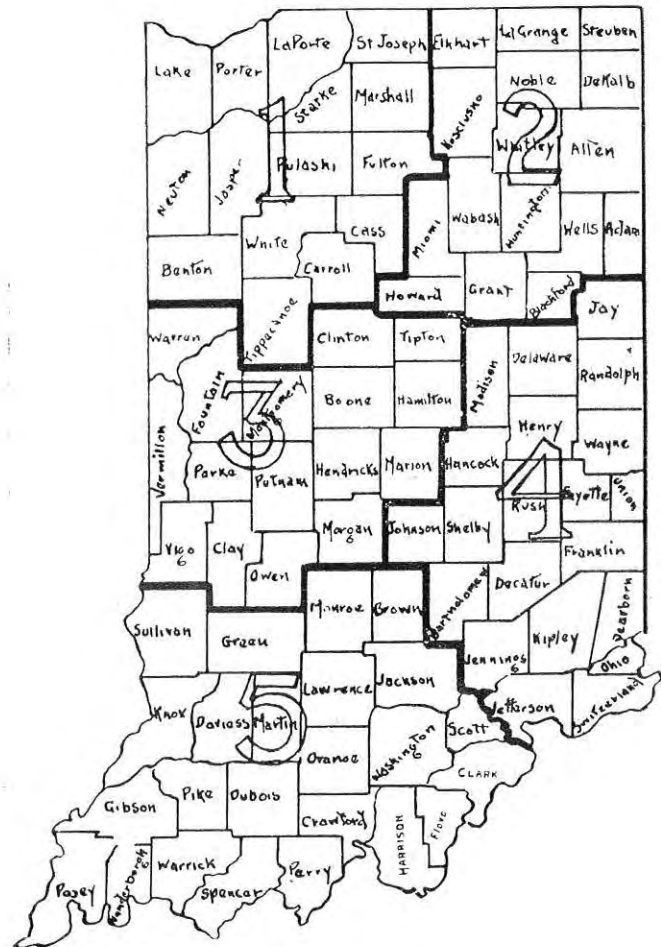 LaPorte St Joseph Elkhart LaGrange Steuben
Lake Porter Noble DeKalb
Starke Marshall Kosciusko
1 2
Whitley Allen
Newton Jasper Pulaski Fulton
Wabash Huntington
White Cass Miami Wells Adam
Benton Carroll
Howard Grant Blackford Jay
Warren Tippecanoe Clinton Tipton
Madison Delaware Randolph
Fountain 3 Montgomery Boone Hamilton
Henry Wayne
Vermillon Parke Putnam Hendricks Marion Hancock 4
Rush Fayette Union
Vigo Clay Morgan Johnson Shelby
Owen Franklin
Monroe Brown Bartholomew Decatur
Sullivan Green Ripley Dearborn
Jennings Ohio
Lawrence Jackson
Knox Daviess Martin 5 Jefferson Switzerland
Scott
Orange Washington
CLARK
Gibson Pike Dubois
Crawford HARRISON FLOYD
Posey Vanderborgh Warrick Spencer Perry